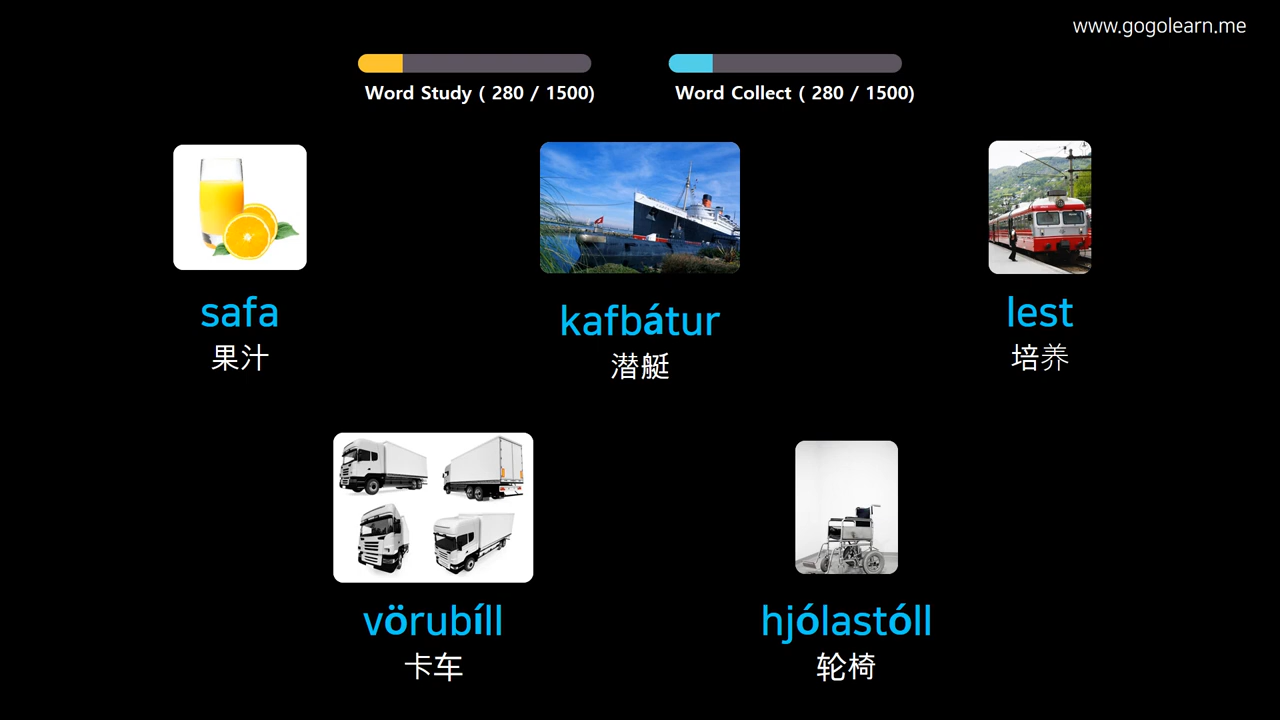 www.gogolearn.me
Word Study ( 280 / 1500)
Word Collect ( 280 / 1500)
safa
果汁
kafbátur
潜艇
lest
培养
vörubíll
卡车
hjólastóll
轮椅